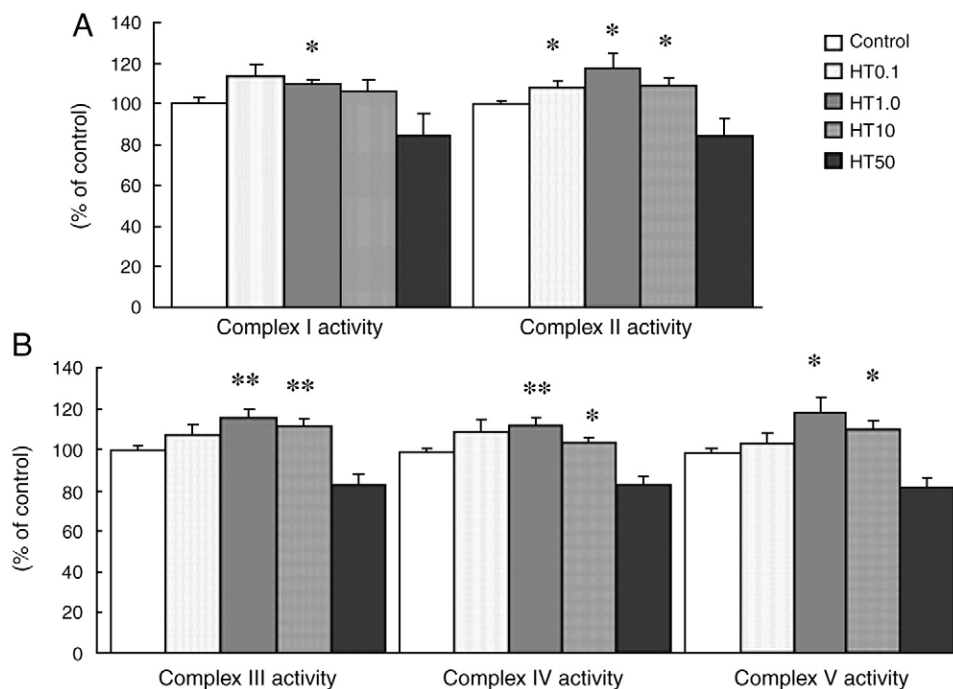 A
(% of control)
140
120
100
80
60
40
20
0
*
*
*
*
Complex I activity
Complex II activity
Control
HT0.1
HT1.0
HT10
HT50
B
(% of control)
140
120
100
80
60
40
20
0
**
**
**
*
*
*
Complex III activity
Complex IV activity
Complex V activity